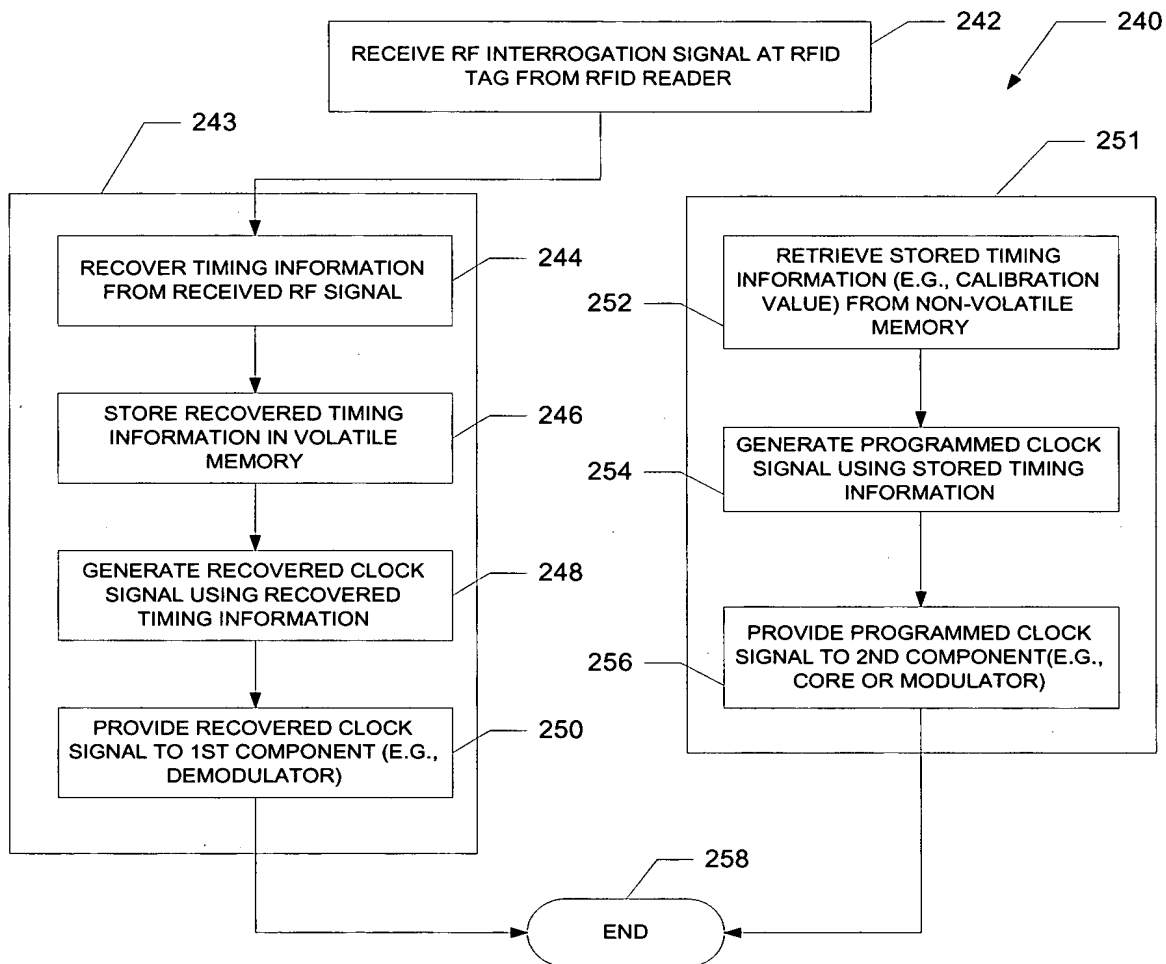 242
RECEIVE RF INTERROGATION SIGNAL AT RFID
TAG FROM RFID READER
240
243
RECOVER TIMING INFORMATION
FROM RECEIVED RF SIGNAL
244
STORE RECOVERED TIMING
INFORMATION IN VOLATILE
MEMORY
246
GENERATE RECOVERED CLOCK
SIGNAL USING RECOVERED
TIMING INFORMATION
248
PROVIDE RECOVERED CLOCK
SIGNAL TO 1ST COMPONENT (E.G.,
DEMODULATOR)
250
251
RETRIEVE STORED TIMING
INFORMATION (E.G., CALIBRATION
VALUE) FROM NON-VOLATILE
MEMORY
252
GENERATE PROGRAMMED CLOCK
SIGNAL USING STORED TIMING
INFORMATION
254
PROVIDE PROGRAMMED CLOCK
SIGNAL TO 2ND COMPONENT(E.G.,
CORE OR MODULATOR)
256
258
END